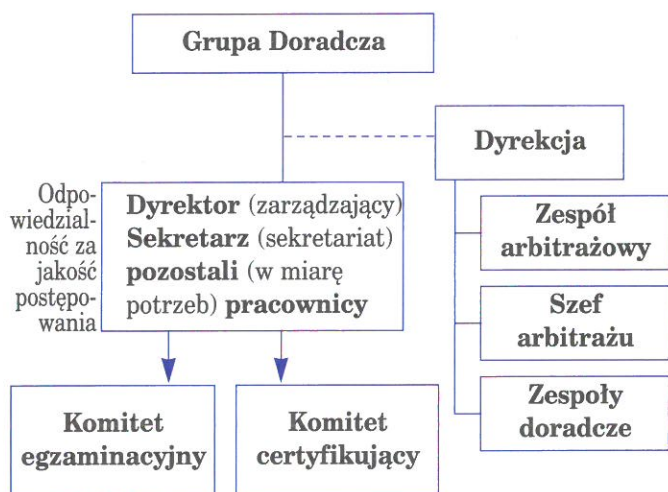 Grupa Doradcza
Dyrekcja
Odpo-
wiedzial-
ność za
jakość
postępo-
wania
Dyrektor (zarządzający)
Sekretarz (sekretariat)
pozostali (w miarę
potrzeb) pracownicy
Zespół
arbitrażowy
Szef
arbitrażu
Zespoły
doradcze
Komitet
egzaminacyjny
Komitet
certyfikujący